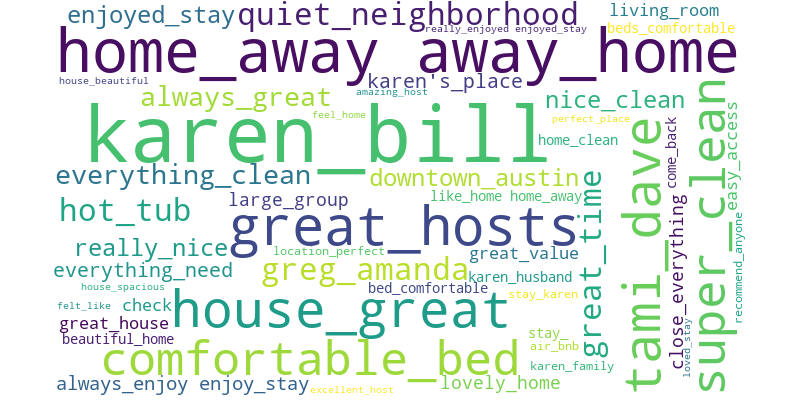 enjoyed_stay
quiet_neighborhood
living_room
really_enjoyed enjoyed_stay
beds_comfortable
home_away away_home
house_beautiful
karen's_place
always_great
amazing_host
nice_clean
feel_home
perfect_place
karen_bill
home_clean
everything_clean
downtown_austin
large_group
like_home home_away
hot_tub
great_hosts
really_nice
location_perfect
great_value
everything_need
greg_amanda
karen_husband
house_spacious
bed_comfortable
stay_karen
felt_like
check
house_great
great_house
beautiful_home
stay_
air_bnb
comfortable_bed
karen_family
always_enjoy enjoy_stay
excellent_host
lovely_home
great_time
tami_dave
come_back
close_everything
loved_stay
super_clean
easy_access
recommend_anyone